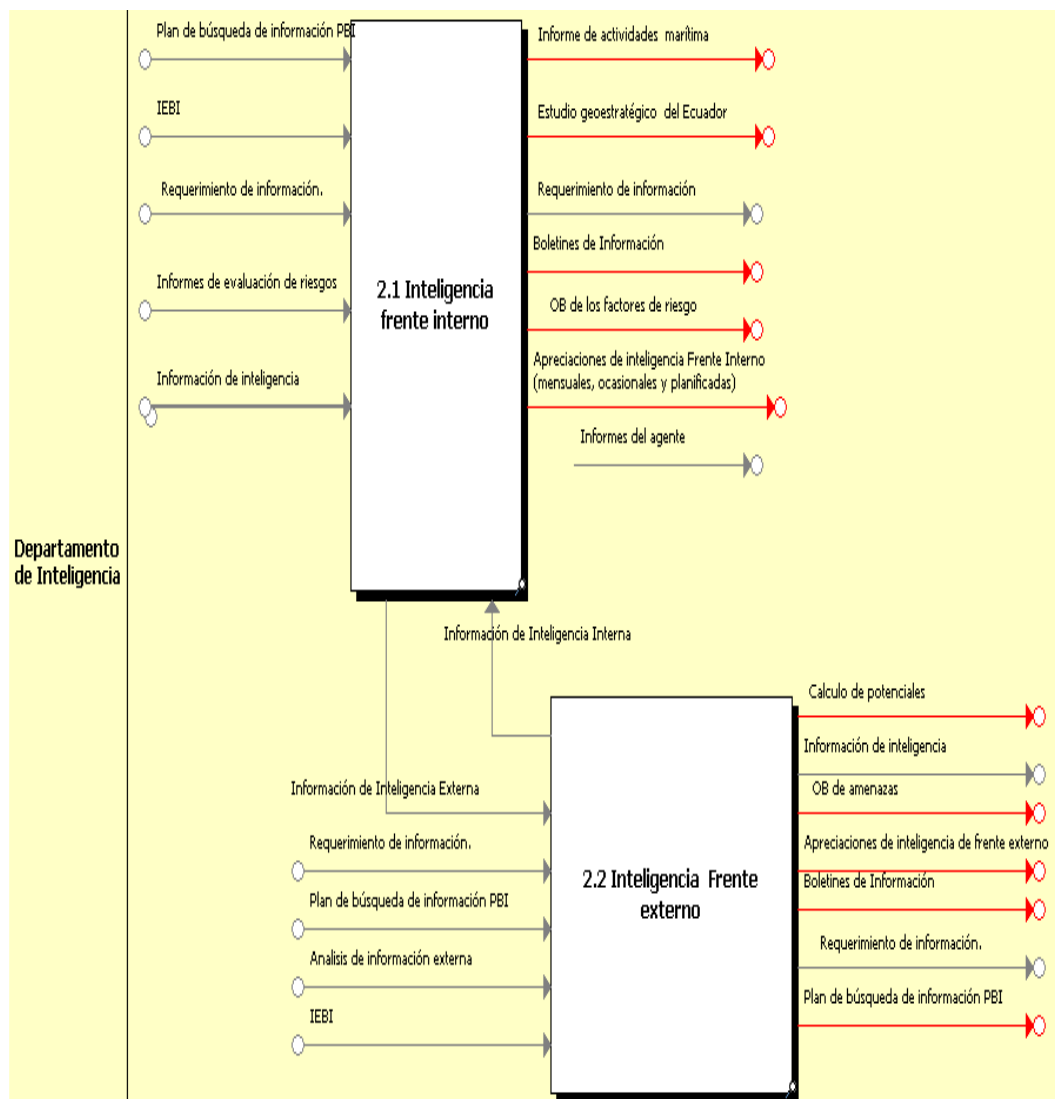 Departamento
de Inteligencia
Plan de búsqueda de información PBI
IEBI
Requerimiento de información.
Informes de evaluación de riesgos
Información de inteligencia
2.1 Inteligencia
frente interno
Informe de actividades marítima
Estudio geoestratégico del Ecuador
Requerimiento de información
Boletines de Información
OB de los factores de riesgo
Apreciaciones de inteligencia Frente Interno
(mensuales, ocasionales y planificadas)
Informes del agente
Información de Inteligencia Interna
Información de Inteligencia Externa
Requerimiento de información.
Plan de búsqueda de información PBI
Analisis de información externa
IEBI
2.2 Inteligencia Frente
externo
Calculo de potenciales
Información de inteligencia
OB de amenazas
Apreciaciones de inteligencia de frente externo
Boletines de Información
Requerimiento de información.
Plan de búsqueda de información PBI